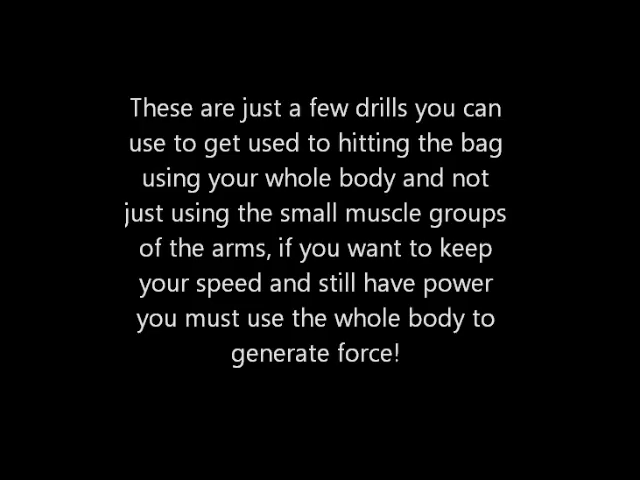 These are just a few drills you can
use to get used to hitting the bag
using your whole body and not
just using the small muscle groups
of the arms, if you want to keep
your speed and still have power
you must use the whole body to
generate force!